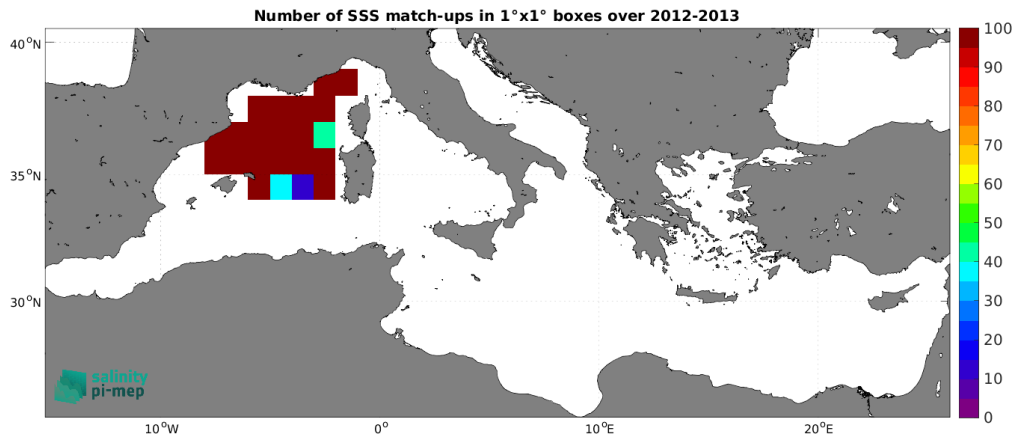 Number of SSS match-ups in 1°x1° boxes over 2012-2013
40°N
35°N
30°N
10°W
0°
10°E
20°E
100
90
80
70
60
50
40
30
20
10
0
salinity
pi-mep